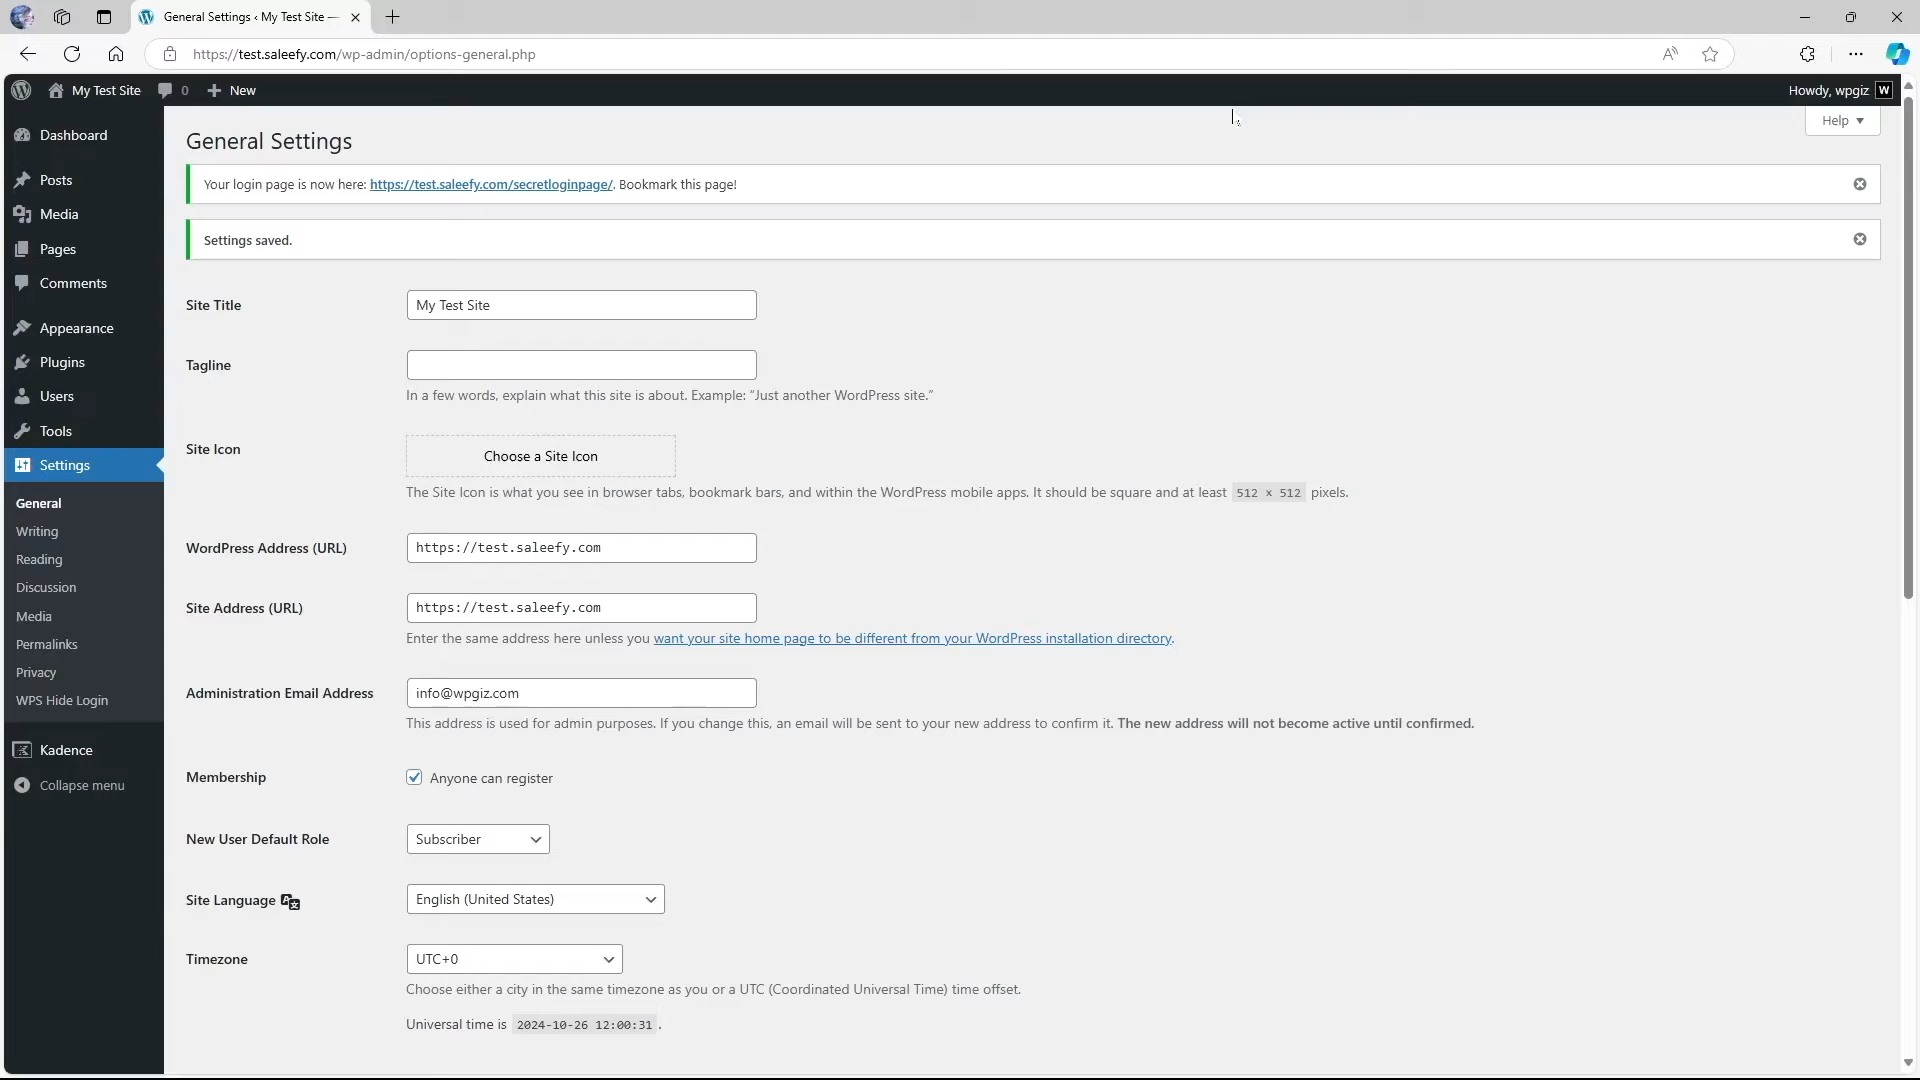 General Settings ‹ My Test Site —
https://test.saleefy.com/wp-admin/options-general.php
My Test Site
0
New
Howdy, wpgiz
W
Help
Dashboard
Posts
Media
Pages
Comments
Appearance
Plugins
Users
Tools
Settings
General
Writing
Reading
Discussion
Media
Permalinks
Privacy
WPS Hide Login
Kadence
Collapse menu
General Settings
Your login page is now here: https://test.saleefy.com/secretloginpage/. Bookmark this page!
Settings saved.
Site Title
My Test Site
Tagline
In a few words, explain what this site is about. Example: “Just another WordPress site.”
Site Icon
Choose a Site Icon
The Site Icon is what you see in browser tabs, bookmark bars, and within the WordPress mobile apps. It should be square and at least 512 × 512 pixels.
WordPress Address (URL)
https://test.saleefy.com
Site Address (URL)
https://test.saleefy.com
Enter the same address here unless you want your site home page to be different from your WordPress installation directory.
Administration Email Address
info@wpgiz.com
This address is used for admin purposes. If you change this, an email will be sent to your new address to confirm it. The new address will not become active until confirmed.
Membership
Anyone can register
New User Default Role
Subscriber
Site Language
English (United States)
Timezone
UTC+0
Choose either a city in the same timezone as you or a UTC (Coordinated Universal Time) time offset.
Universal time is 2024-10-26 12:00:31 .